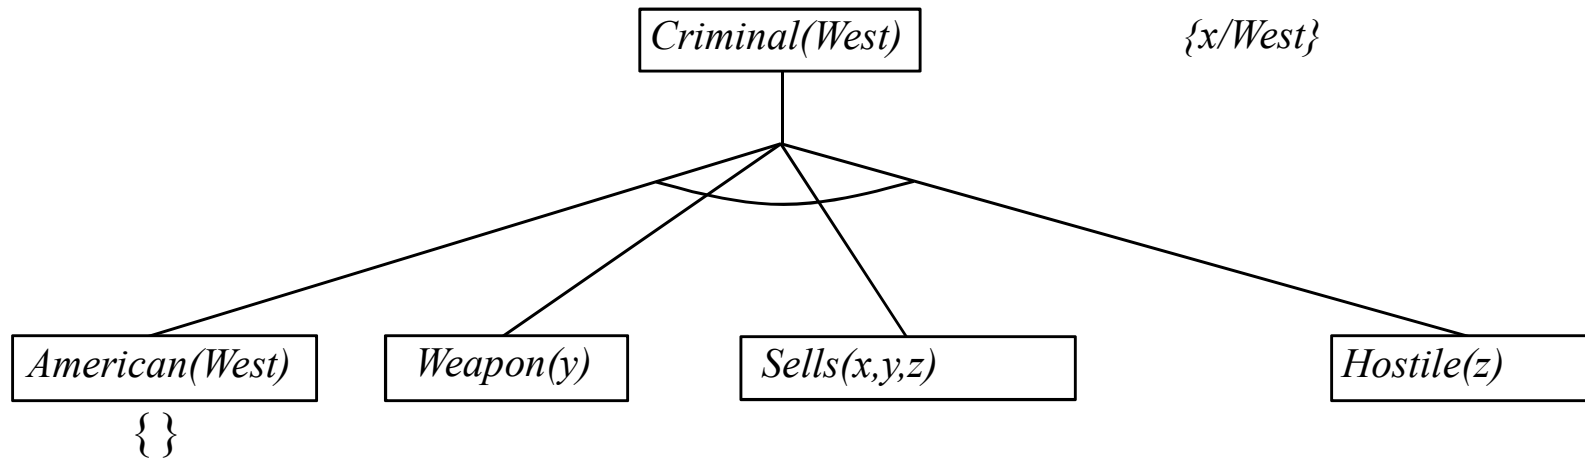 Criminal(West) {x/West}
American(West) Weapon(y) Sells(x,y,z) Hostile(z)
{ }